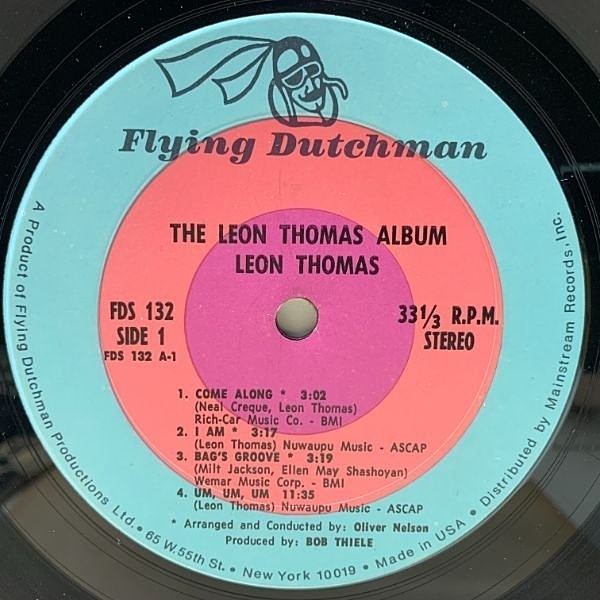 Flying Dutchman
THE LEON THOMAS ALBUM
LEON THOMAS
FDS 132
SIDE 1
FDS 132 A-1
33 1/3 R.P.M.
STEREO
1. COME ALONG * 3:02
(Neal Creque, Leon Thomas)
Rich-Car Music Co. - BMI
2. I AM * 3:17
(Leon Thomas) Nuwaupu Music - ASCAP
3. BAG'S GROOVE * 3:19
(Milt Jackson, Ellen May Shashoyan)
Wemar Music Corp. - BMI
4. UM, UM, UM 11:35
(Leon Thomas) Nuwaupu Music - ASCAP
* Arranged and Conducted by: Oliver Nelson
Produced by: BOB THIELE
A Product of Flying Dutchman Productions Ltd. • 65 W. 55th St. • New York 10019 • Made in USA • Distributed by Mainstream Records, Inc.